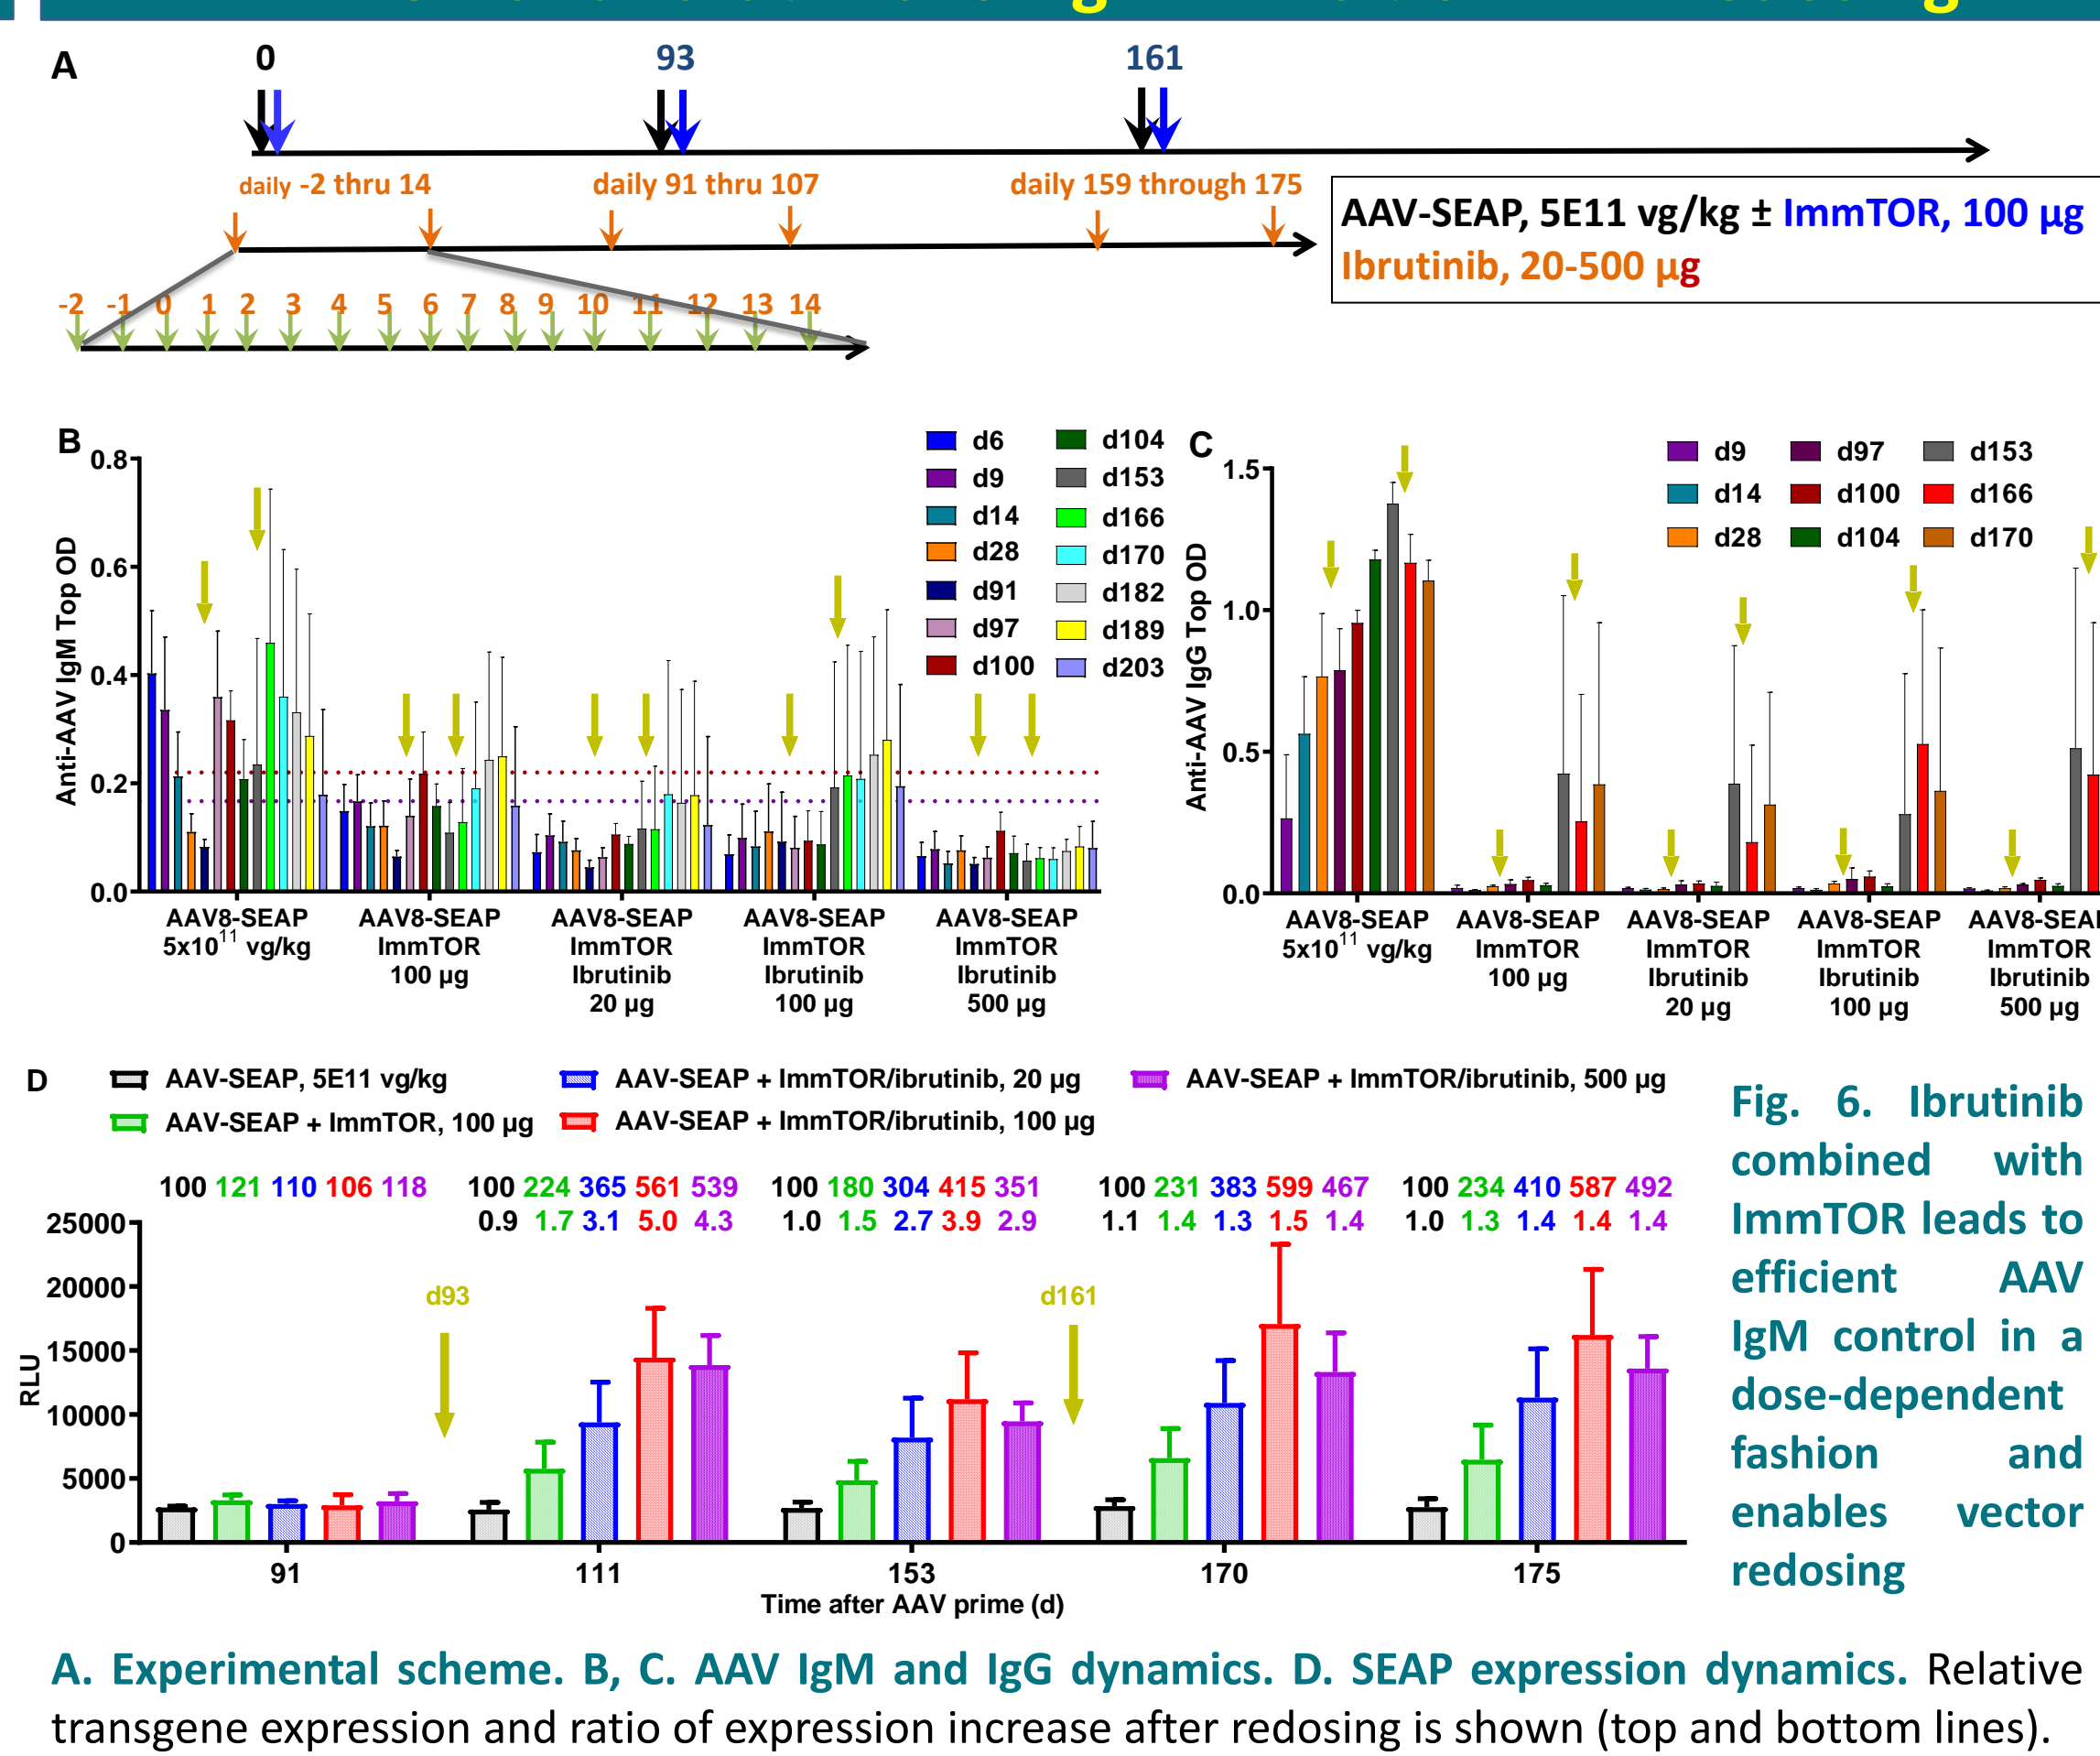 A
0 93 161
daily -2 thru 14 daily 91 thru 107 daily 159 through 175
AAV-SEAP, 5E11 vg/kg ± ImmTOR, 100 µg
Ibrutinib, 20-500 µg
-2 -1 0 1 2 3 4 5 6 7 8 9 10 11 12 13 14
B
Anti-AAV IgM Top OD
0.8
0.6
0.4
0.2
0.0
d6 d104
d9 d153
d14 d166
d28 d170
d91 d182
d97 d189
d100 d203
AAV8-SEAP 5x10¹¹ vg/kg
AAV8-SEAP ImmTOR 100 µg
AAV8-SEAP ImmTOR Ibrutinib 20 µg
AAV8-SEAP ImmTOR Ibrutinib 100 µg
AAV8-SEAP ImmTOR Ibrutinib 500 µg
C
Anti-AAV IgG Top OD
1.5
1.0
0.5
0.0
d9 d97 d153
d14 d100 d166
d28 d104 d170
AAV8-SEAP 5x10¹¹ vg/kg
AAV8-SEAP ImmTOR 100 µg
AAV8-SEAP ImmTOR Ibrutinib 20 µg
AAV8-SEAP ImmTOR Ibrutinib 100 µg
ImmTOR Ibrutinib 500 µg
D
AAV-SEAP, 5E11 vg/kg AAV-SEAP + ImmTOR/ibrutinib, 20 µg AAV-SEAP + ImmTOR/ibrutinib, 500 µg
AAV-SEAP + ImmTOR, 100 µg AAV-SEAP + ImmTOR/ibrutinib, 100 µg
100 121 110 106 118 100 224 365 561 539 100 180 304 415 351 100 231 383 599 467 100 234 410 587 492
0.9 1.7 3.1 5.0 4.3 1.0 1.5 2.7 3.9 2.9 1.1 1.4 1.3 1.5 1.4 1.0 1.3 1.4 1.4 1.4
RLU
25000
20000
15000
10000
5000
0
d93 d161
91 111 153 170 175
Time after AAV prime (d)
Fig. 6. Ibrutinib
combined with
ImmTOR leads to
efficient AAV
IgM control in a
dose-dependent
fashion and
enables vector
redosing
A. Experimental scheme. B, C. AAV IgM and IgG dynamics. D. SEAP expression dynamics. Relative
transgene expression and ratio of expression increase after redosing is shown (top and bottom lines).